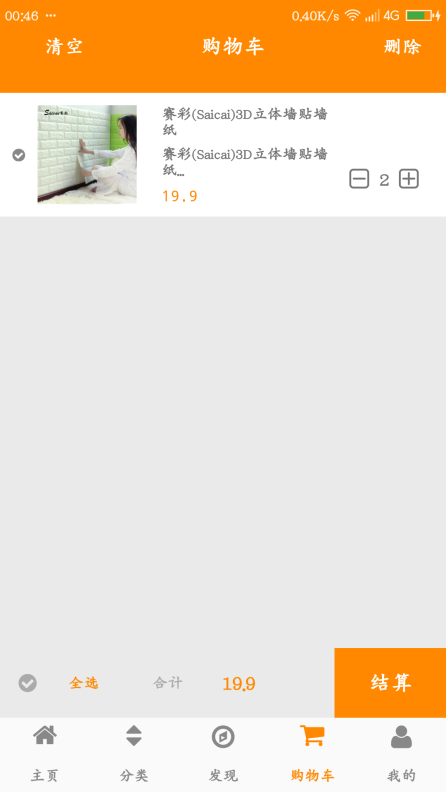 00:46 ... 0.40K/s 4G
清空 购物车 删除
赛彩(Saicai)3D立体墙贴墙
纸
赛彩(Saicai)3D立体墙贴墙
纸...
2
19.9
全选 合计 19.9 结算
主页 分类 发现 购物车 我的